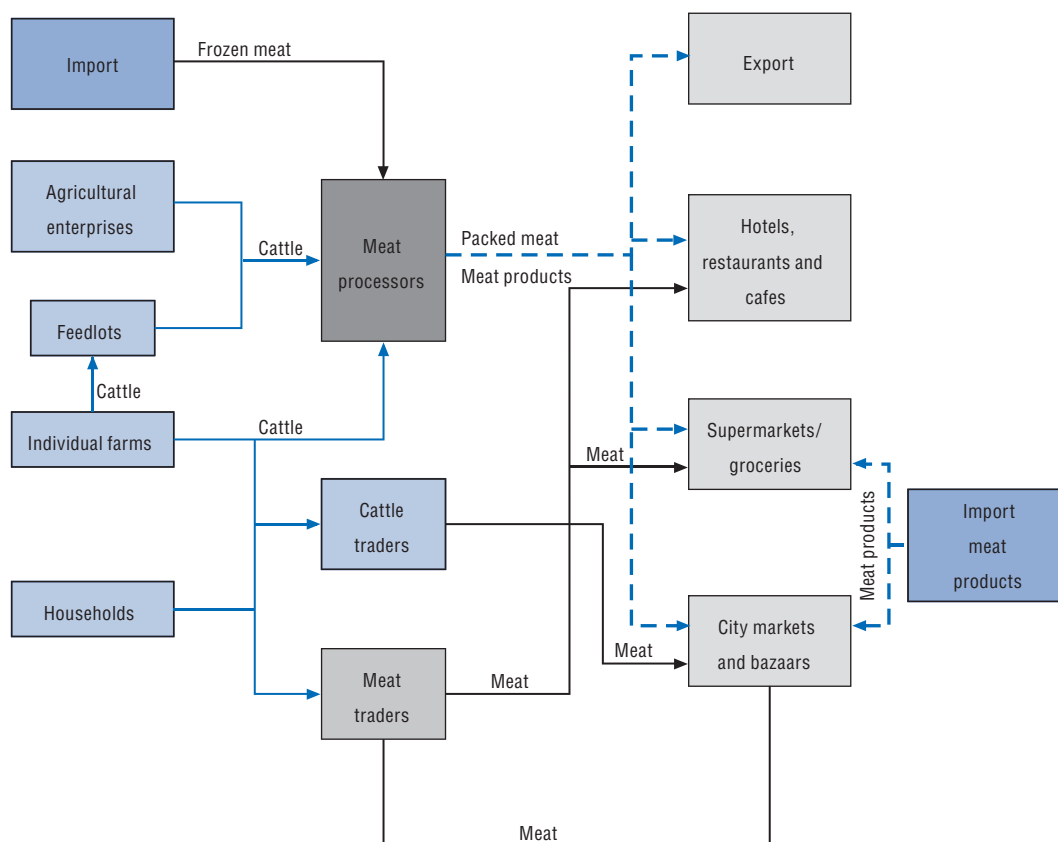 Import
Frozen meat
Export
Agricultural
enterprises
Cattle
Meat
processors
Packed meat
Meat products
Hotels,
restaurants and
cafes
Feedlots
Cattle
Individual farms
Cattle
Supermarkets/
groceries
Meat
Cattle
traders
Meat products
Import
meat
products
Households
City markets
and bazaars
Meat
Meat
traders
Meat
Meat